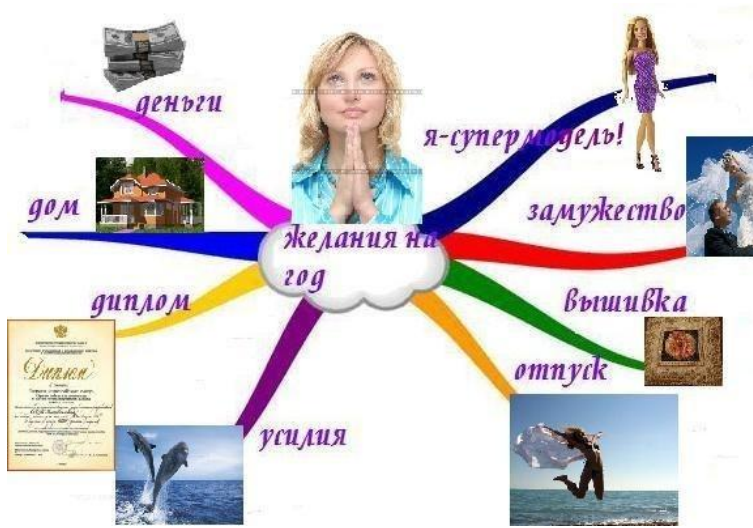 деньги
я-супермодель!
дом
замужество
желания на
год
диплом
вышивка
отпуск
усилия
Диплом